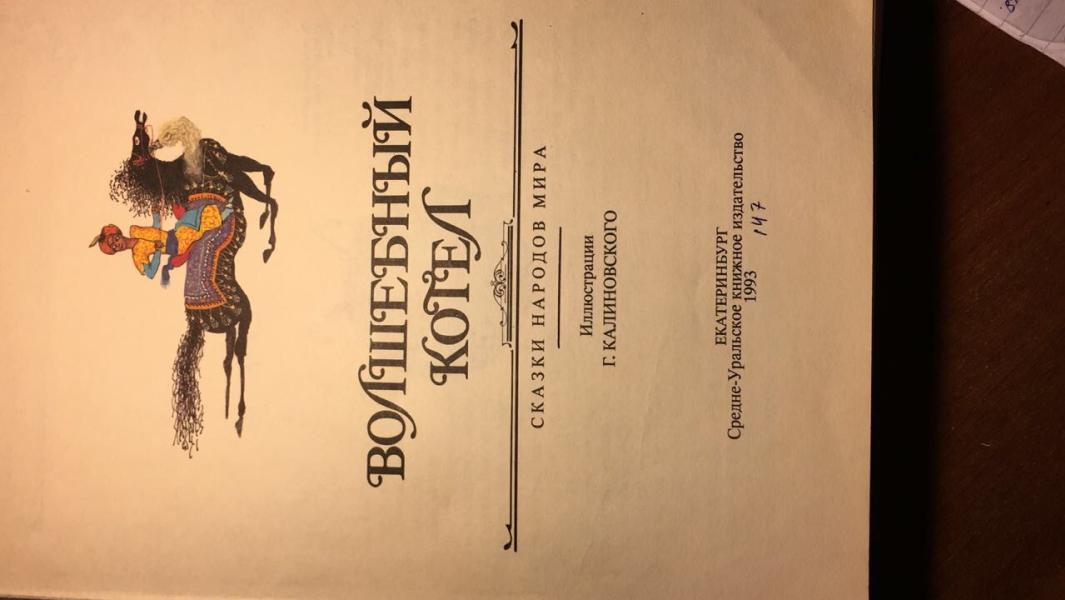 ВОЛШЕБНЫЙ
КОТЕЛ
СКАЗКИ НАРОДОВ МИРА
Иллюстрации
Г. КАЛИНОВСКОГО
ЕКАТЕРИНБУРГ
Средне-Уральское книжное издательство
1993
147